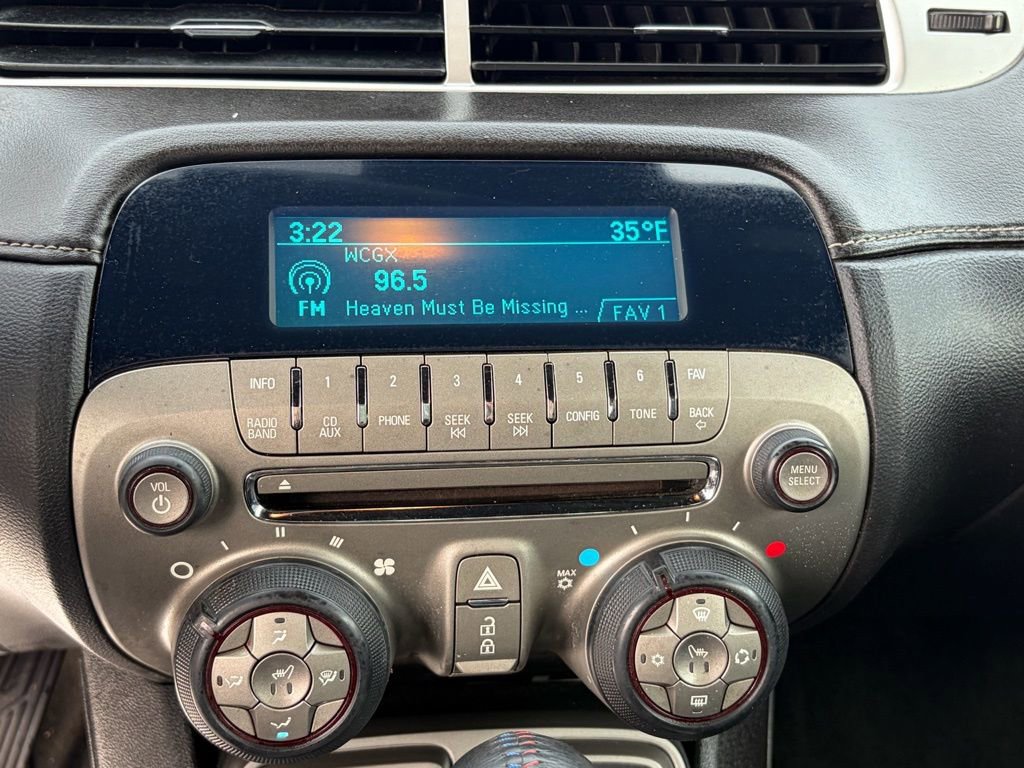 3:22 35°F
WCGX
96.5
FM Heaven Must Be Missing ... FAV 1
INFO 1 2 3 4 5 6 FAV
RADIO BAND CD AUX PHONE SEEK SEEK CONFIG TONE BACK
VOL
MENU SELECT
MAX